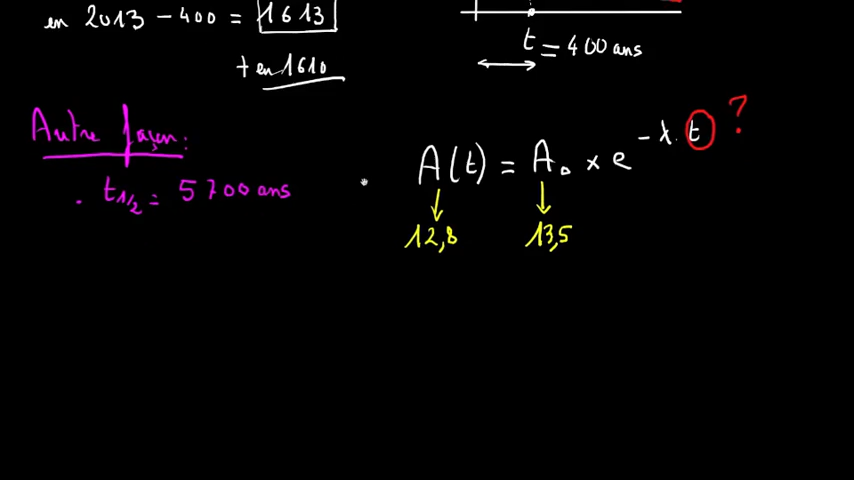 en 2013 - 400 = 1613
+ en 1610
t = 400 ans
Autre façon:
. t1/2 = 5700 ans
A(t) = A0 × e^-λ.t ?
12,8
13,5